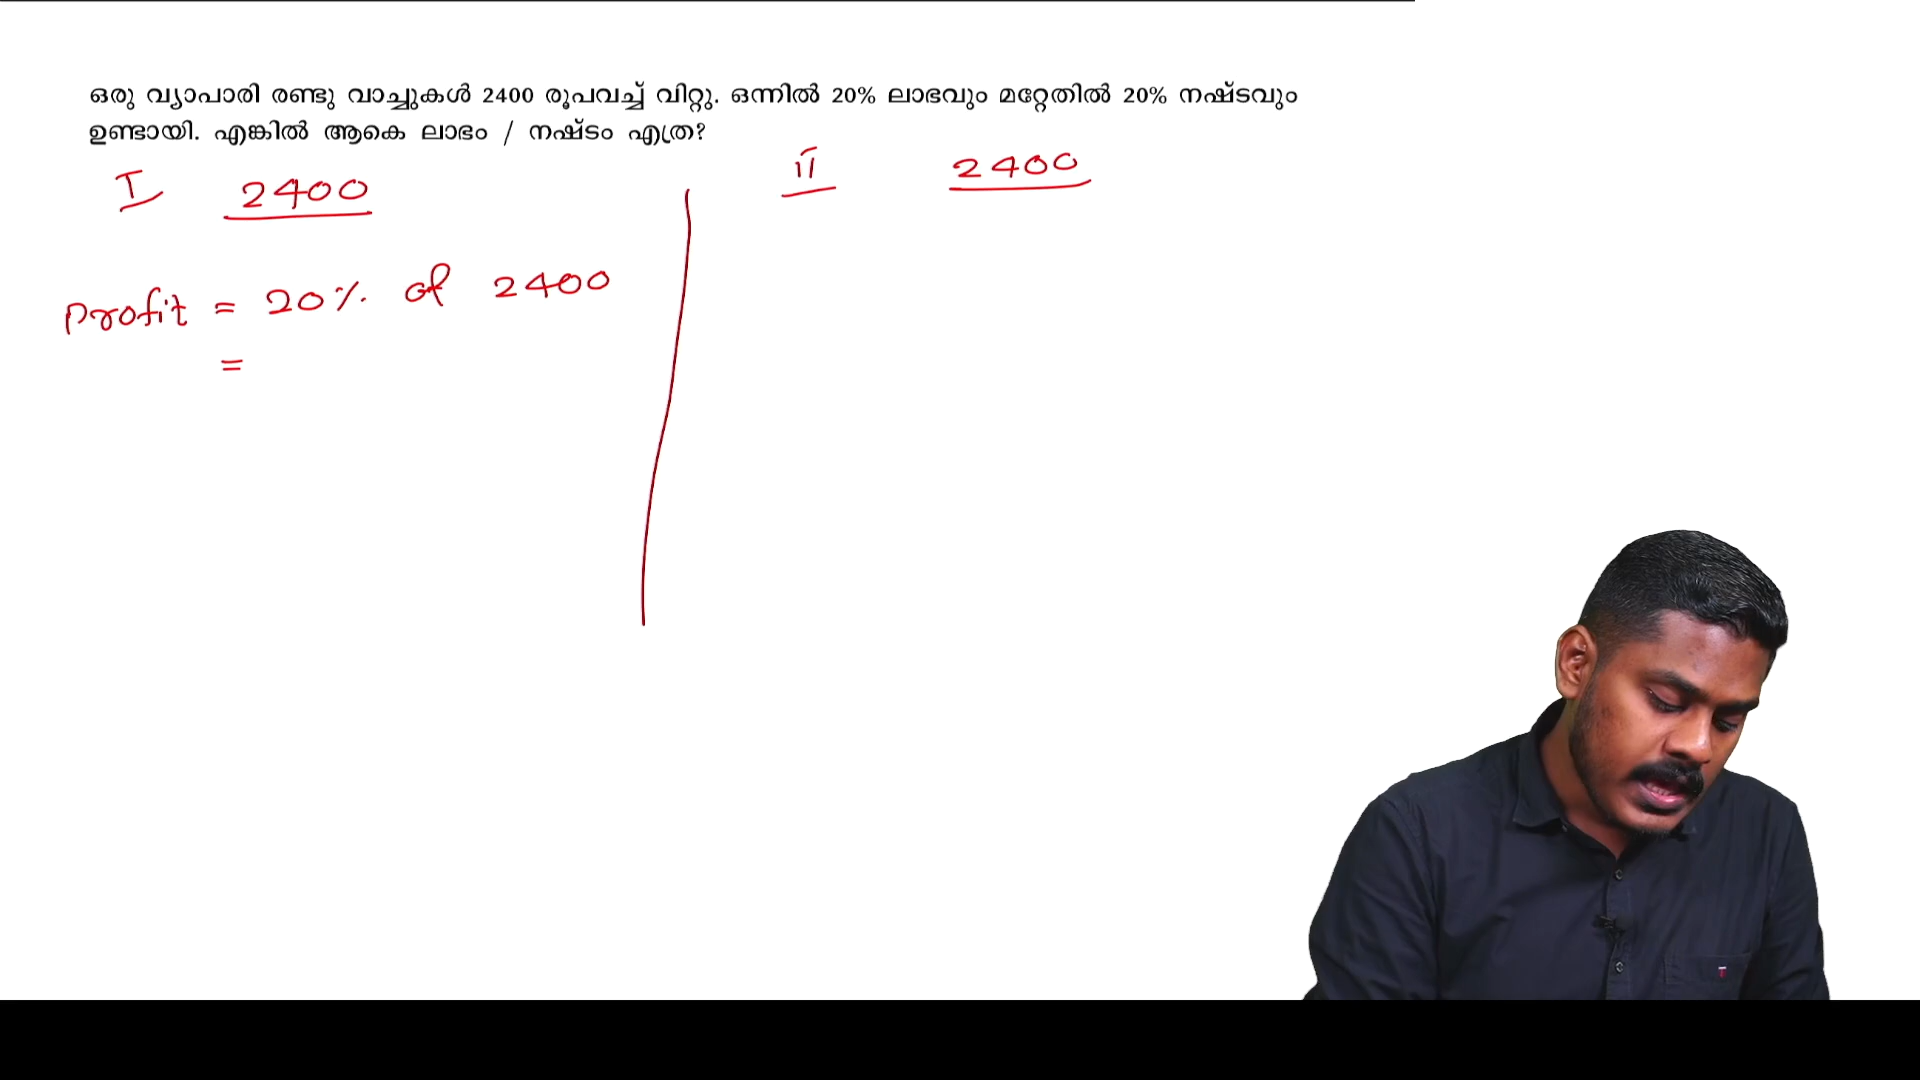 ഒരു വ്യാപാരി രണ്ടു വാച്ചുകൾ 2400 രൂപവച്ച് വിറ്റു. ഒന്നിൽ 20% ലാഭവും മറ്റേതിൽ 20% നഷ്ടവും
ഉണ്ടായി. എങ്കിൽ ആകെ ലാഭം / നഷ്ടം എത്ര?
I 2400
Profit = 20% of 2400
=
ii 2400